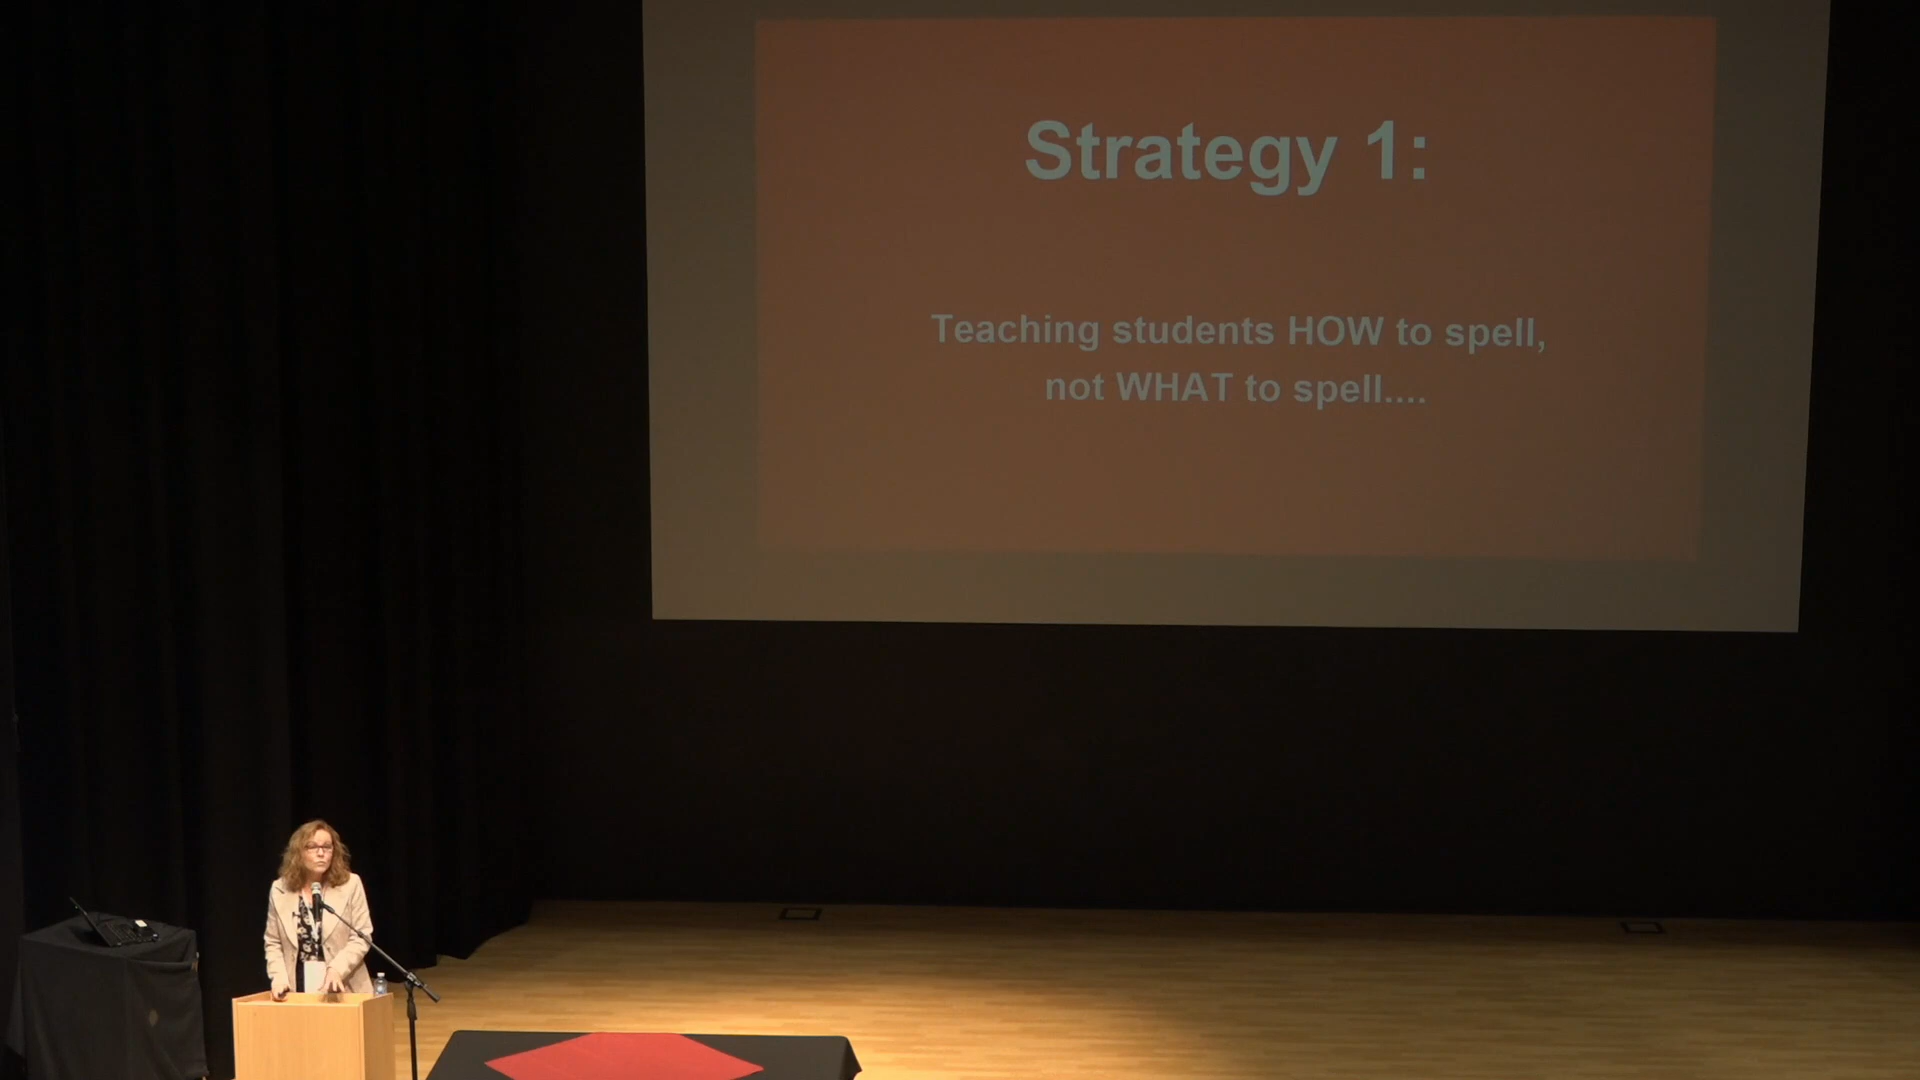 Strategy 1:
Teaching students HOW to spell,
not WHAT to spell....